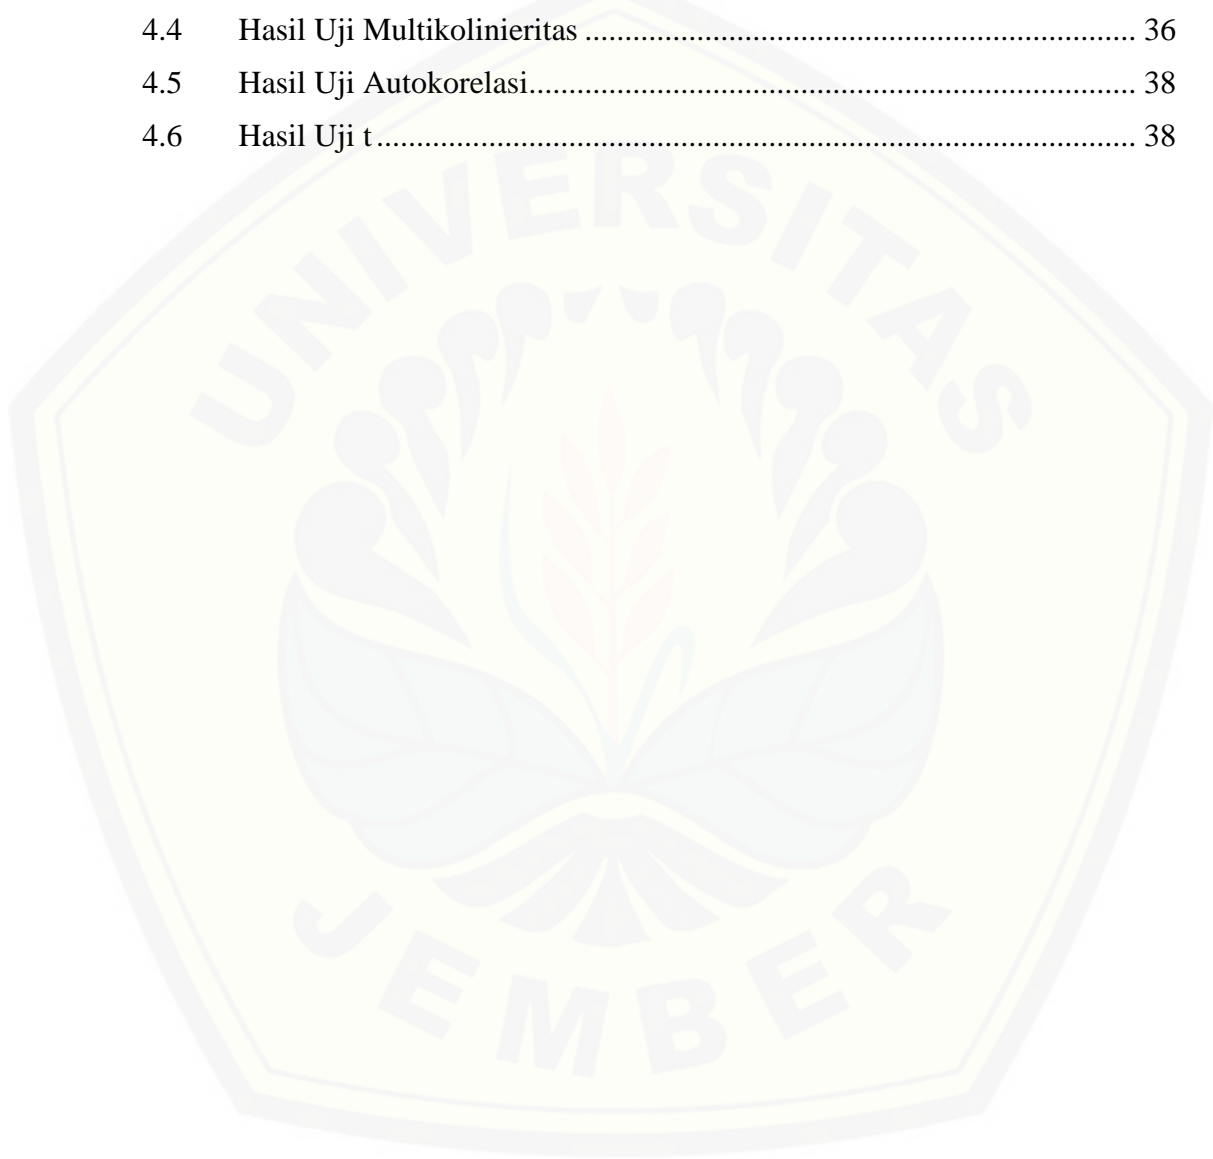 4.4 Hasil Uji Multikolinieritas ..................................................................... 36
4.5 Hasil Uji Autokorelasi............................................................................ 38
4.6 Hasil Uji t............................................................................................... 38
UNIVERSITAS
JEMBER